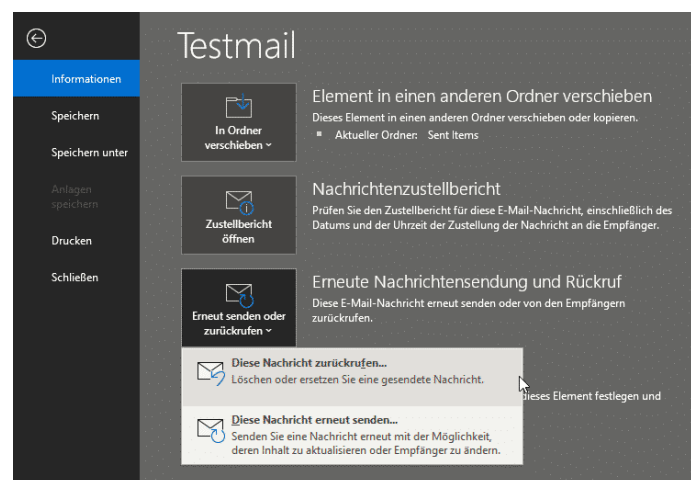 Testmail
Informationen
Speichern
Speichern unter
Anlagen
speichern
Drucken
Schließen
In Ordner
verschieben
Element in einen anderen Ordner verschieben
Dieses Element in einen anderen Ordner verschieben oder kopieren.
Aktueller Ordner: Sent Items
Zustellbericht
öffnen
Nachrichtenzustellbericht
Prüfen Sie den Zustellbericht für diese E-Mail-Nachricht, einschließlich des
Datums und der Uhrzeit der Zustellung der Nachricht an die Empfänger.
Erneut senden oder
zurückrufen
Erneute Nachrichtensendung und Rückruf
Diese E-Mail-Nachricht erneut senden oder von den Empfängern
zurückrufen.
Diese Nachricht zurückrufen...
Löschen oder ersetzen Sie eine gesendete Nachricht.
dieses Element festlegen und
Diese Nachricht erneut senden...
Senden Sie eine Nachricht erneut mit der Möglichkeit,
deren Inhalt zu aktualisieren oder Empfänger zu ändern.